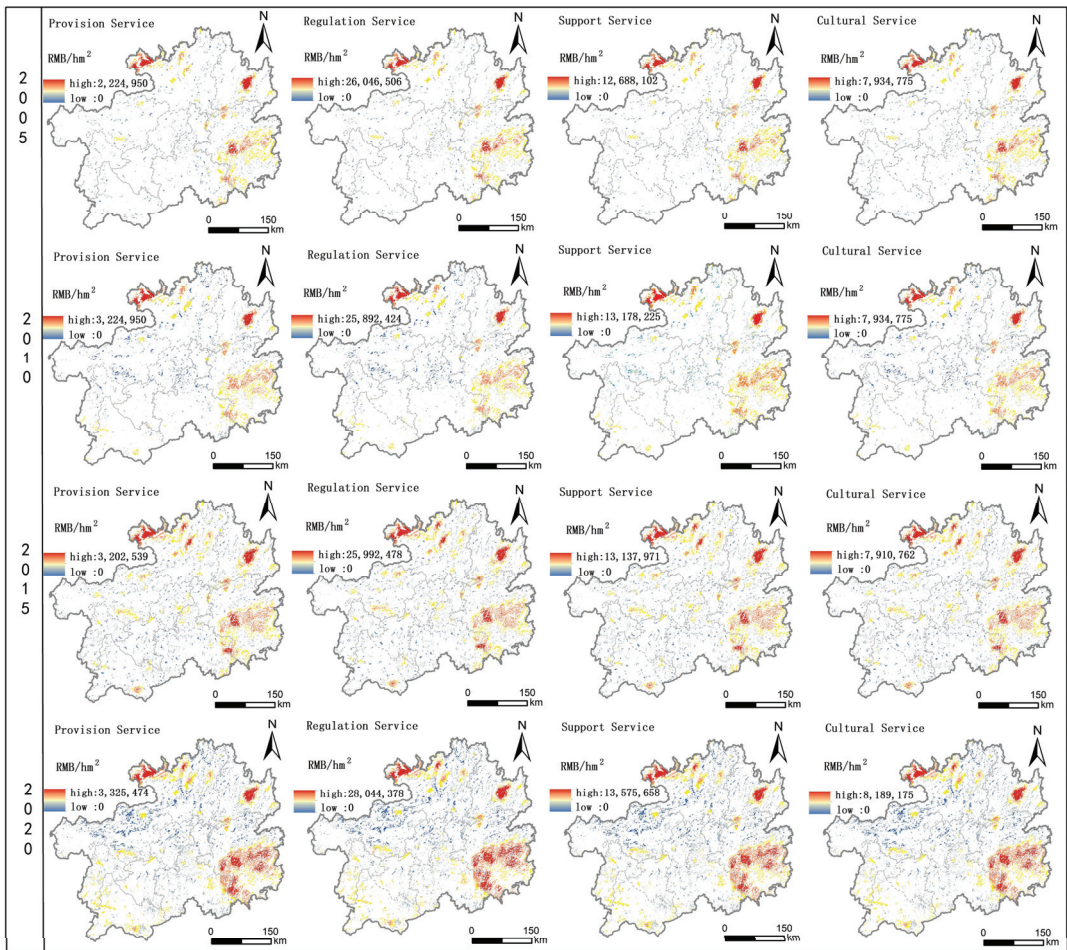 2005
Provision Service
N
RMB/hm²
high:2,224,950
low :0
0 150
km
Regulation Service
N
RMB/hm²
high:26,046,506
low :0
0 150
km
Support Service
N
RMB/hm²
high:12,688,102
low :0
0 150
km
Cultural Service
N
RMB/hm²
high:7,934,775
low :0
0 150
km
2010
Provision Service
N
RMB/hm²
high:3,224,950
low :0
0 150
km
Regulation Service
N
RMB/hm²
high:25,892,424
low :0
0 150
km
Support Service
N
RMB/hm²
high:13,178,225
low :0
0 150
km
Cultural Service
N
RMB/hm²
high:7,934,775
low :0
0 150
km
2015
Provision Service
N
RMB/hm²
high:3,202,539
low :0
0 150
km
Regulation Service
N
RMB/hm²
high:25,992,478
low :0
0 150
km
Support Service
N
RMB/hm²
high:13,137,971
low :0
0 150
km
Cultural Service
N
RMB/hm²
high:7,910,762
low :0
0 150
km
2020
Provision Service
N
RMB/hm²
high:3,325,474
low :0
0 150
km
Regulation Service
N
RMB/hm²
high:28,044,378
low :0
0 150
km
Support Service
N
RMB/hm²
high:13,575,658
low :0
0 150
km
Cultural Service
N
RMB/hm²
high:8,189,175
low :0
0 150
km